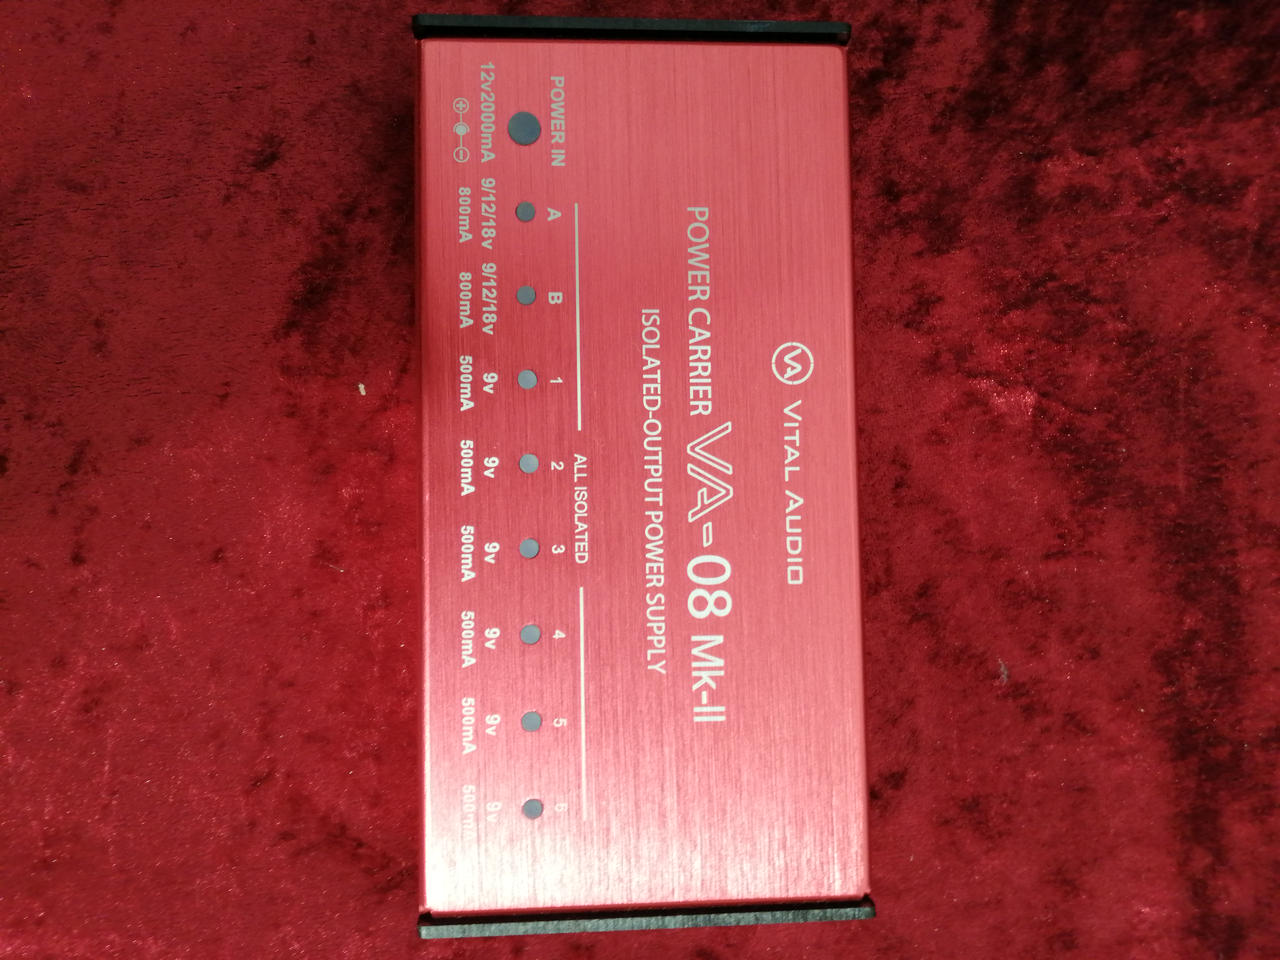 VITAL AUDIO
POWER CARRIER VA-08 Mk-II
ISOLATED-OUTPUT POWER SUPPLY
ALL ISOLATED
POWER IN A B 1 2 3 4 5 6
12v2000mA 9/12/18v 9/12/18v 9v 9v 9v 9v 9v 9v
800mA 800mA 500mA 500mA 500mA 500mA 500mA 500mA